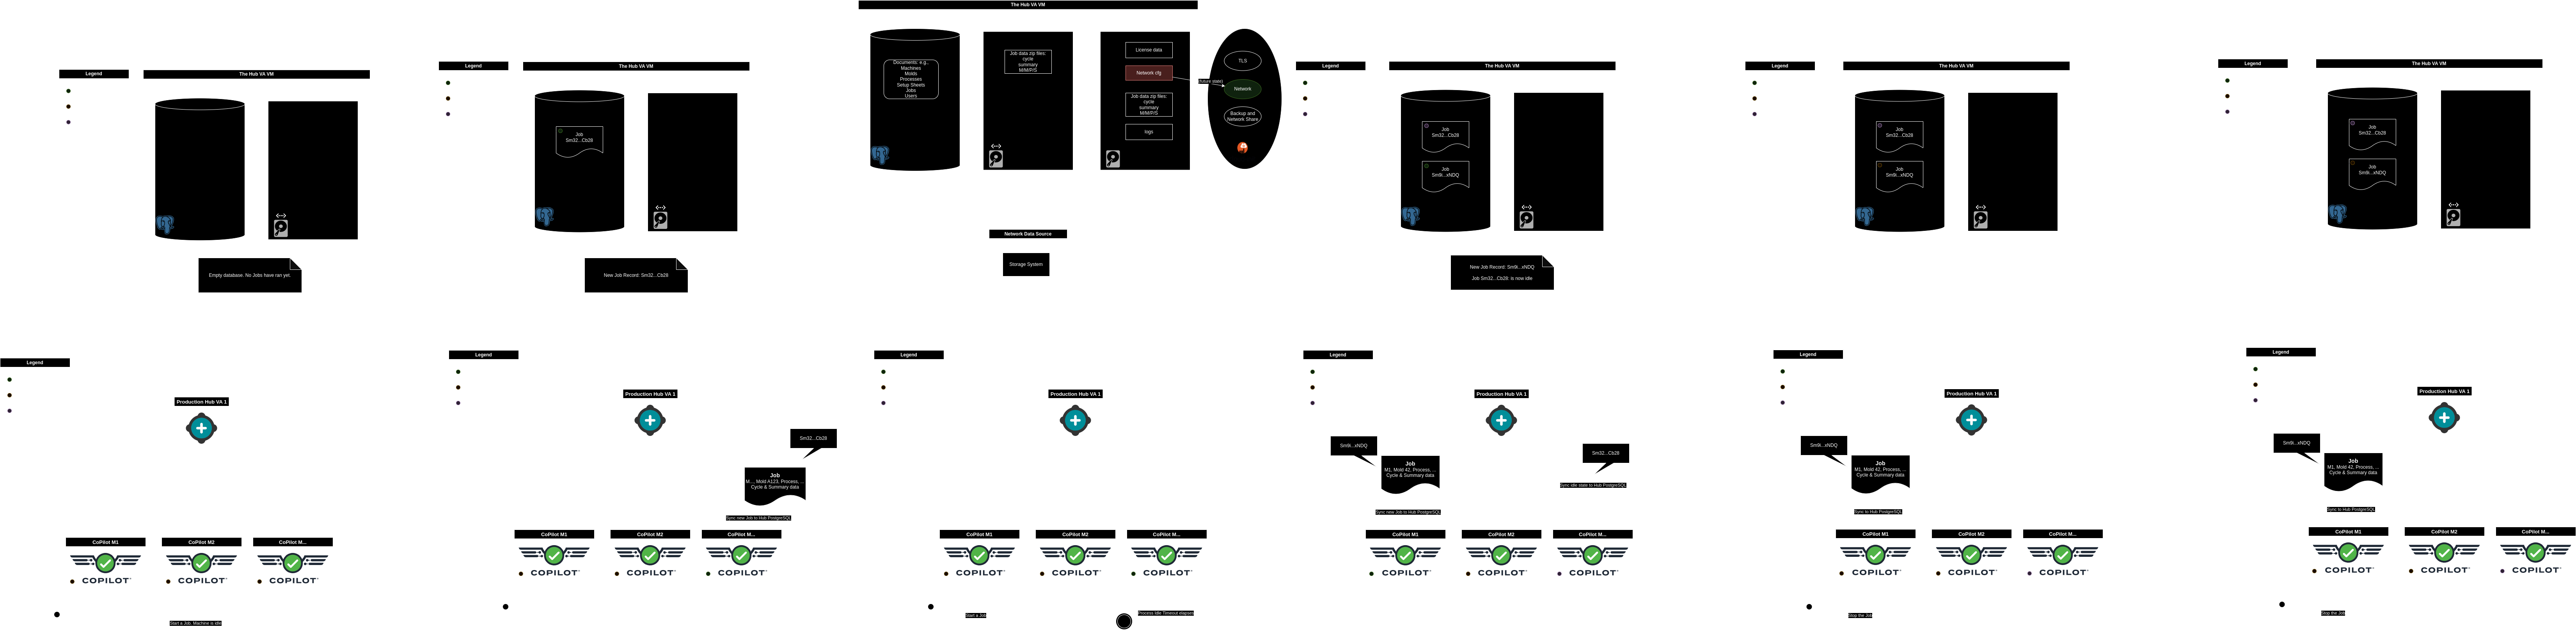 The Hub VA VM
Documents: e.g.,
Machines
Molds
Processes
Setup Sheets
Jobs
Users
Job data zip files:
cycle
summary
M/M/P/S
License data
Network cfg
Job data zip files:
cycle
summary
M/M/P/S
logs
(future state)
TLS
Network
Backup and
Network Share
Network Data Source
Storage System
Legend
The Hub VA VM
Empty database. No Jobs have ran yet.
Legend
The Hub VA VM
Job
Sm32...Cb28
New Job Record: Sm32...Cb28
Legend
The Hub VA VM
Job
Sm32...Cb28
Job
Sm9i...xNDQ
New Job Record: Sm9i...xNDQ
Job Sm32...Cb28: is now idle
Legend
The Hub VA VM
Job
Sm32...Cb28
Job
Sm9i...xNDQ
Legend
The Hub VA VM
Job
Sm32...Cb28
Job
Sm9i...xNDQ
Legend
Production Hub VA 1
CoPilot M1
CoPilot M2
CoPilot M...
COPILOT
COPILOT
COPILOT
Start a Job. Machine is idle
Legend
Production Hub VA 1
Sm32...Cb28
Job
M..., Mold A123, Process, ...
Cycle & Summary data
Sync new Job to Hub PostgreSQL
CoPilot M1
CoPilot M2
CoPilot M...
COPILOT
COPILOT
COPILOT
Legend
Production Hub VA 1
CoPilot M1
CoPilot M2
CoPilot M...
COPILOT
COPILOT
COPILOT
Start a Job
Process Idle Timeout elapsed
Legend
Production Hub VA 1
Sm9i...xNDQ
Job
M1, Mold 42, Process, ...
Cycle & Summary data
Sync new Job to Hub PostgreSQL
Sm32...Cb28
Sync idle state to Hub PostgreSQL
CoPilot M1
CoPilot M2
CoPilot M...
COPILOT
COPILOT
COPILOT
Legend
Production Hub VA 1
Sm9i...xNDQ
Job
M1, Mold 42, Process, ...
Cycle & Summary data
Sync to Hub PostgreSQL
CoPilot M1
CoPilot M2
CoPilot M...
COPILOT
COPILOT
COPILOT
Stop the Job
Legend
Production Hub VA 1
Sm9i...xNDQ
Job
M1, Mold 42, Process, ...
Cycle & Summary data
Sync to Hub PostgreSQL
CoPilot M1
CoPilot M2
CoPilot M...
COPILOT
COPILOT
COPILOT
Stop the Job